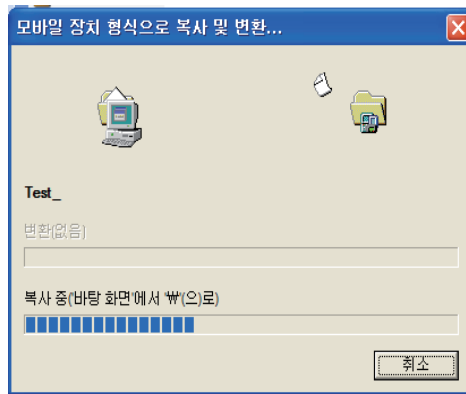 모바일 장치 형식으로 복사 및 변환...
Test_
변환(없음)
복사 중('바탕 화면'에서 '₩'(으)로)
취소